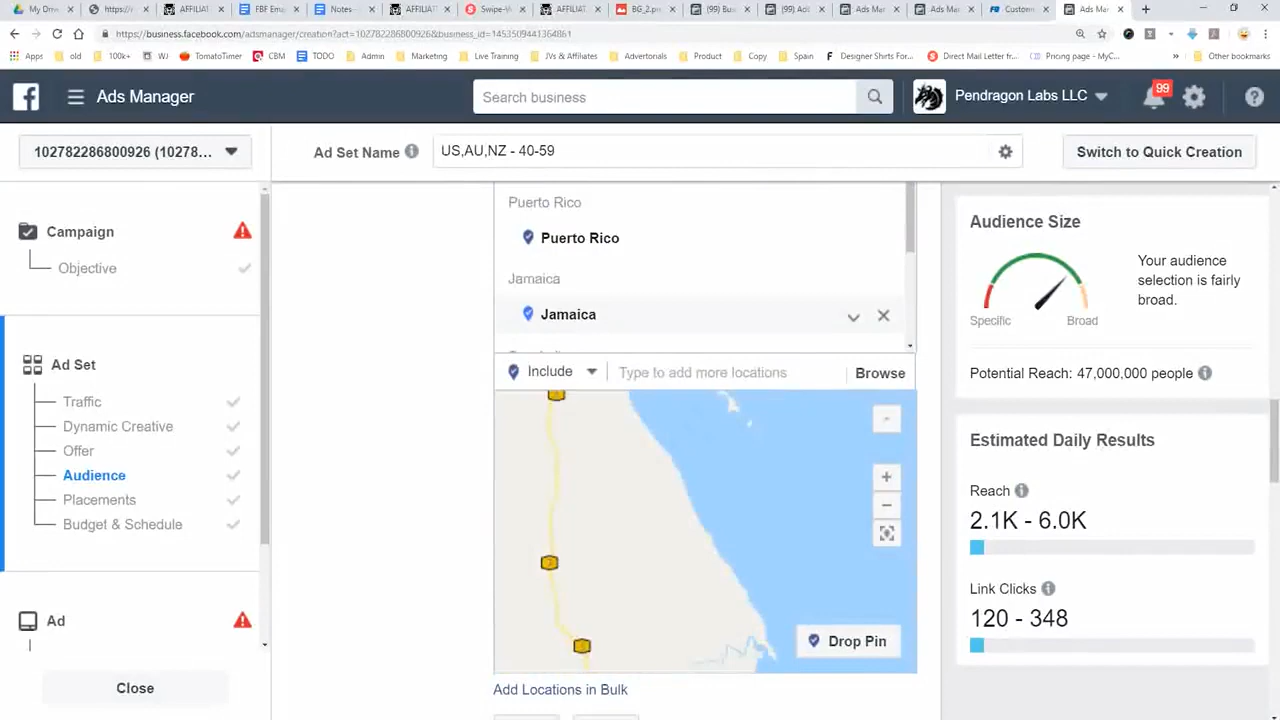 My Driv
https://
AFFILIAT
FBF Ema
Notes-
AFFILIAT
Swipe-W
AFFILIAT
BG_2.p
(99) Bus
(99) Ad
Ads Ma
Ads Ma
Custom
Ads Ma
https://business.facebook.com/adsmanager/creation?act=102782286800926&business_id=1453509441364861
Apps
old
100k+
WJ
TomatoTimer
CBM
TODO
Admin
Marketing
Live Training
JVs & Affiliates
Advertorials
Product
Copy
Spain
Designer Shirts For...
Direct Mail Letter fr...
Pricing page - MyC...
»
Other bookmarks
Ads Manager
Search business
Pendragon Labs LLC
99
102782286800926 (10278...
Ad Set Name
US,AU,NZ - 40-59
Switch to Quick Creation
Campaign
Objective
Ad Set
Traffic
Dynamic Creative
Offer
Audience
Placements
Budget & Schedule
Ad
Close
Puerto Rico
Puerto Rico
Jamaica
Jamaica
Include
Type to add more locations
Browse
Drop Pin
Add Locations in Bulk
Audience Size
Your audience
selection is fairly
broad.
Specific
Broad
Potential Reach: 47,000,000 people
Estimated Daily Results
Reach
2.1K - 6.0K
Link Clicks
120 - 348